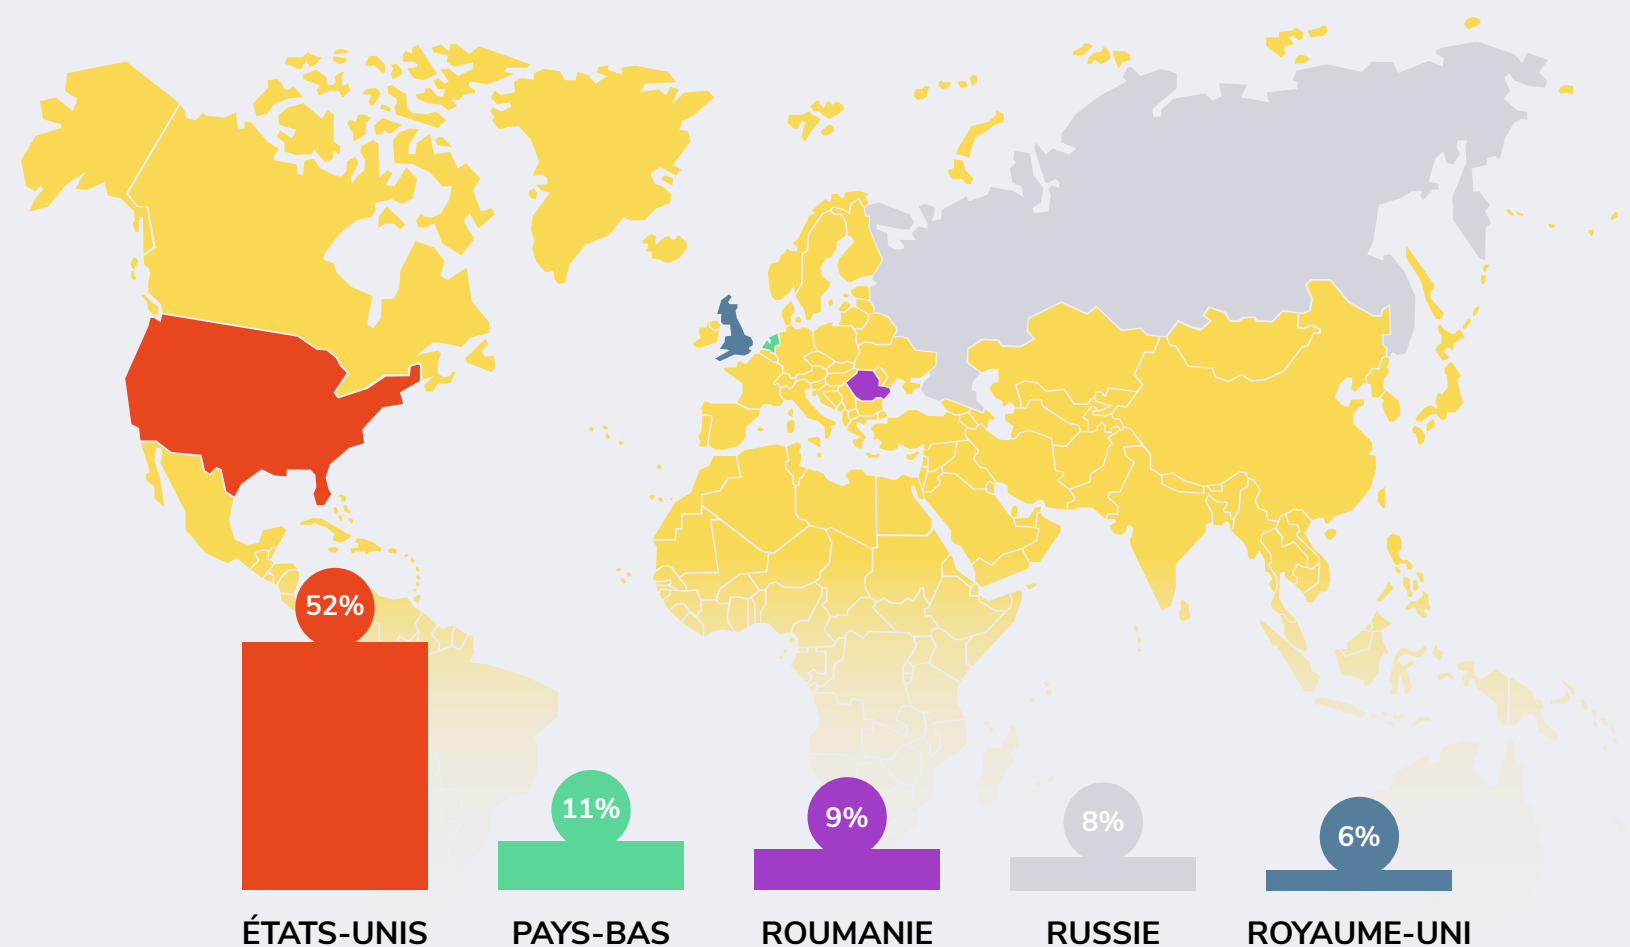 52%
11%
9%
8%
6%
ÉTATS-UNIS
PAYS-BAS
ROUMANIE
RUSSIE
ROYAUME-UNI